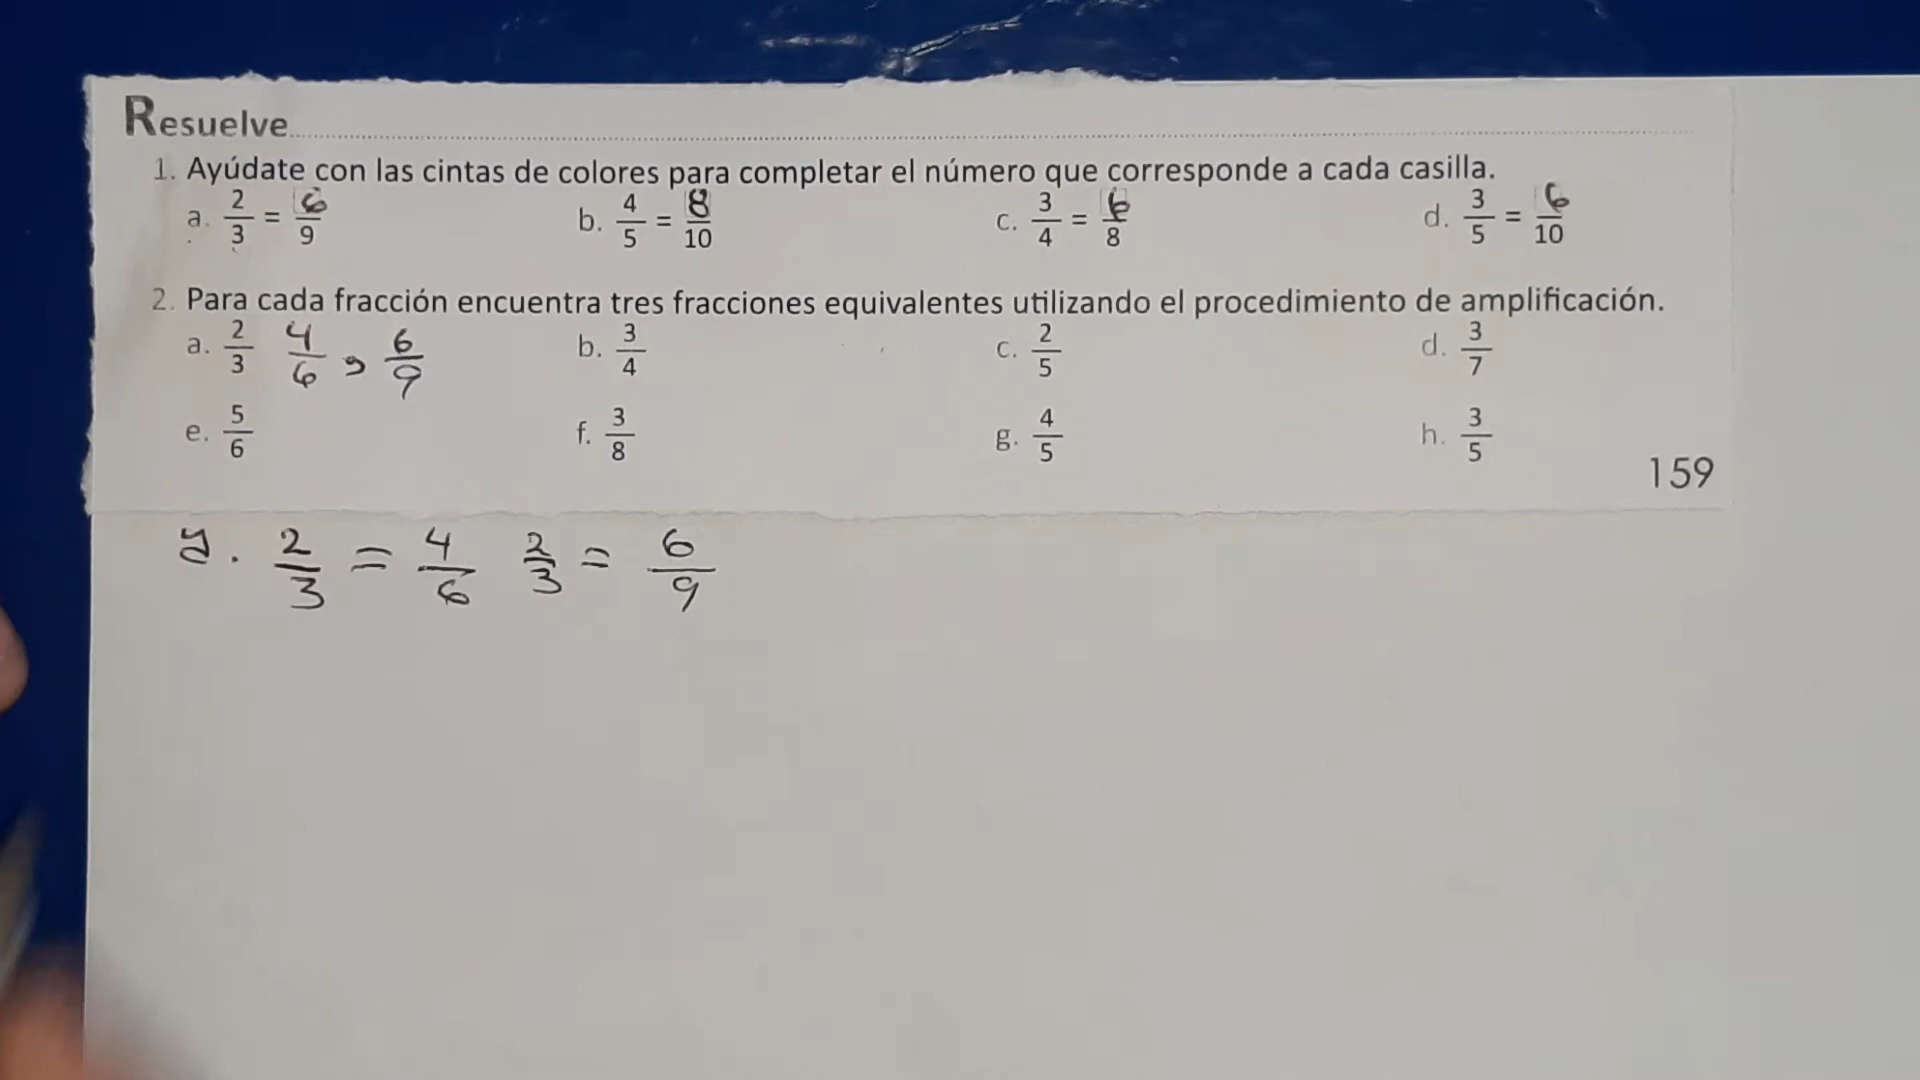 Resuelve
1. Ayúdate con las cintas de colores para completar el número que corresponde a cada casilla.
a. 2/3 = 6/9 b. 4/5 = 8/10 c. 3/4 = 6/8 d. 3/5 = 6/10
2. Para cada fracción encuentra tres fracciones equivalentes utilizando el procedimiento de amplificación.
a. 2/3 4/6 , 6/9 b. 3/4 c. 2/5 d. 3/7
e. 5/6 f. 3/8 g. 4/5 h. 3/5
159
a. 2/3 = 4/6 2/3 = 6/9